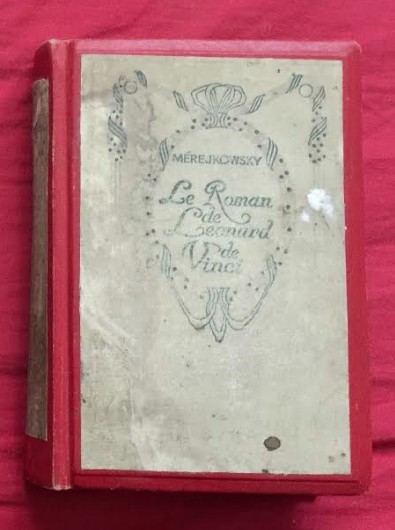 MÉREJKOWSKY
Le Roman
de
Léonard
de
Vinci